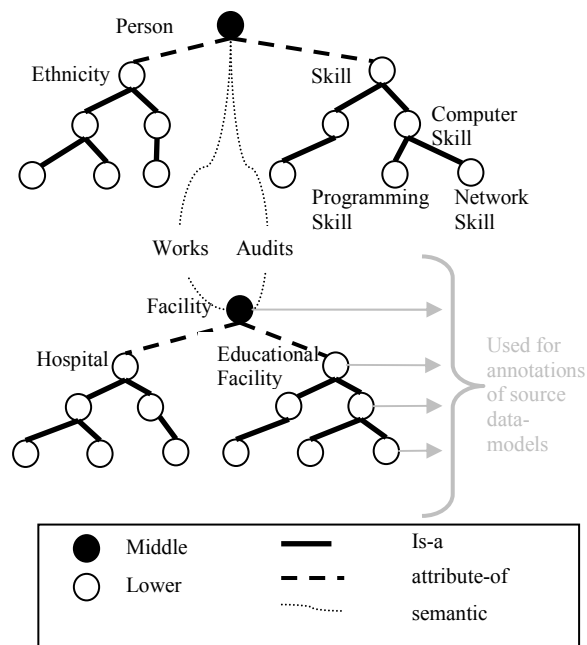 Person
Ethnicity
Skill
Computer
Skill
Programming
Skill
Network
Skill
Works
Audits
Facility
Hospital
Educational
Facility
Used for
annotations
of source
data-
models
Middle
Is-a
Lower
attribute-of
semantic